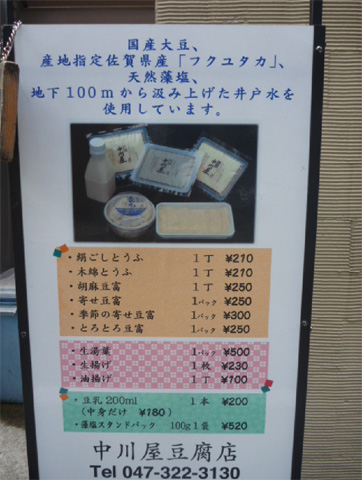 国産大豆、
産地指定佐賀県産「フクユタカ」、
天然藻塩、
地下100mから汲み上げた井戸水を
使用しています。
・絹ごしとうふ 1丁 ¥210
・木綿とうふ 1丁 ¥210
・胡麻豆富 1丁 ¥250
・寄せ豆富 1パック ¥250
・季節の寄せ豆富 1パック ¥300
・とろとろ豆富 1パック ¥250
・生湯葉 1パック ¥500
・生揚げ 1枚 ¥230
・油揚げ 1丁 ¥100
・豆乳200ml 1本 ¥200
(中身だけ ¥180)
・藻塩スタンドパック 100g1袋 ¥520
中川屋豆腐店
Tel 047-322-3130